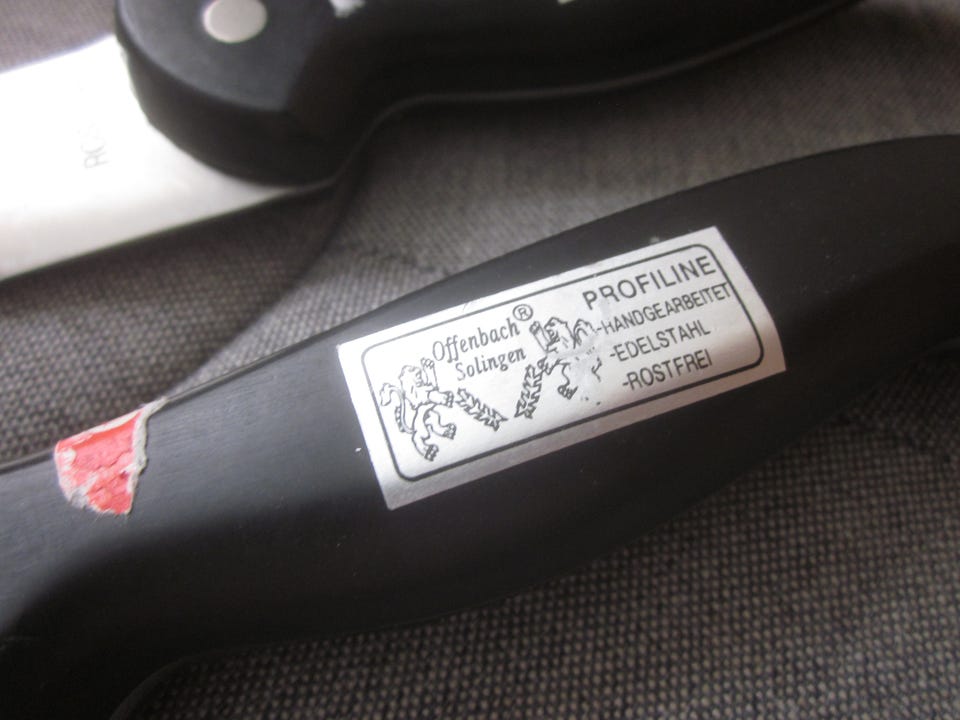 Offenbach®
Solingen
PROFILINE
-HANDGEARBEITET
-EDELSTAHL
-ROSTFREI